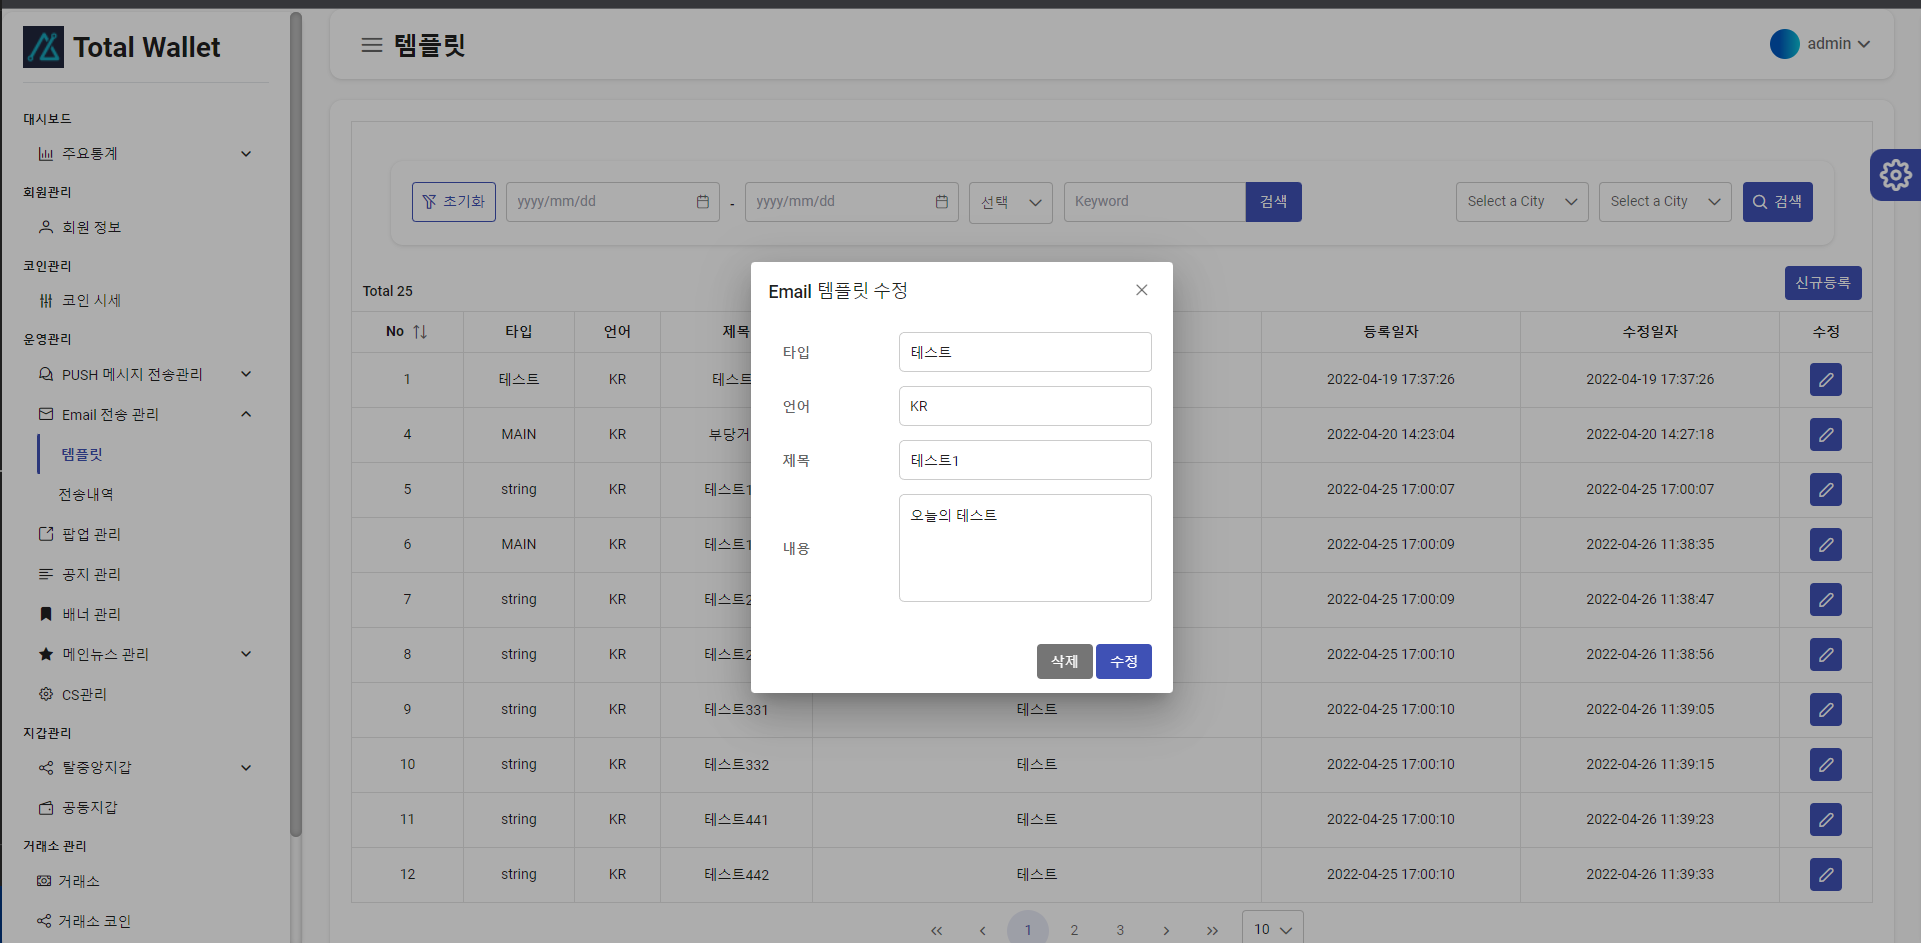 Total Wallet
대시보드
주요통계
회원관리
회원 정보
코인관리
코인 시세
운영관리
PUSH 메시지 전송관리
Email 전송 관리
템플릿
전송내역
팝업 관리
공지 관리
배너 관리
메인뉴스 관리
CS관리
지갑관리
탈중앙지갑
공동지갑
거래소 관리
거래소
거래소 코인
템플릿
admin
초기화 yyyy/mm/dd - yyyy/mm/dd 선택 Keyword 검색 Select a City Select a City 검색
Total 25
신규등록
No 타입 언어 제목 등록일자 수정일자 수정
1 테스트 KR 테스트 2022-04-19 17:37:26 2022-04-19 17:37:26
4 MAIN KR 부당거 2022-04-20 14:23:04 2022-04-20 14:27:18
5 string KR 테스트1 2022-04-25 17:00:07 2022-04-25 17:00:07
6 MAIN KR 테스트1 2022-04-25 17:00:09 2022-04-26 11:38:35
7 string KR 테스트2 2022-04-25 17:00:09 2022-04-26 11:38:47
8 string KR 테스트2 2022-04-25 17:00:10 2022-04-26 11:38:56
9 string KR 테스트331 테스트 2022-04-25 17:00:10 2022-04-26 11:39:05
10 string KR 테스트332 테스트 2022-04-25 17:00:10 2022-04-26 11:39:15
11 string KR 테스트441 테스트 2022-04-25 17:00:10 2022-04-26 11:39:23
12 string KR 테스트442 테스트 2022-04-25 17:00:10 2022-04-26 11:39:33
« ‹ 1 2 3 › » 10
Email 템플릿 수정
타입 테스트
언어 KR
제목 테스트1
내용 오늘의 테스트
삭제 수정